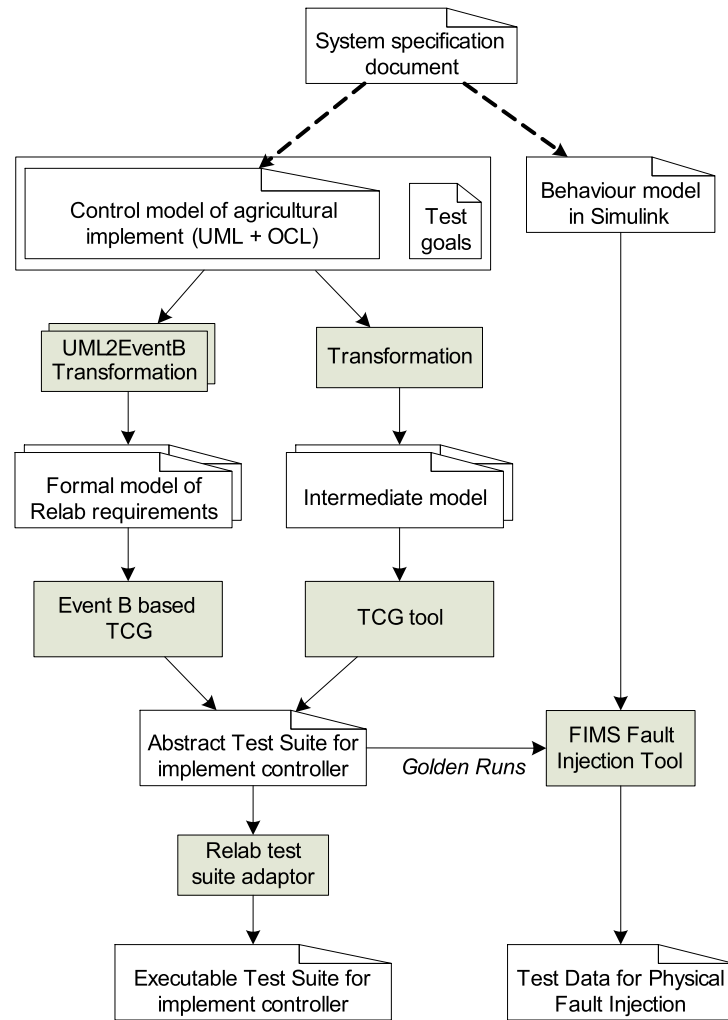 System specification
document
Control model of agricultural
implement (UML + OCL)
Test
goals
Behaviour model
in Simulink
UML2EventB
Transformation
Transformation
Formal model of
Relab requirements
Intermediate model
Event B based
TCG
TCG tool
Abstract Test Suite for
implement controller
Golden Runs
FIMS Fault
Injection Tool
Relab test
suite adaptor
Executable Test Suite for
implement controller
Test Data for Physical
Fault Injection